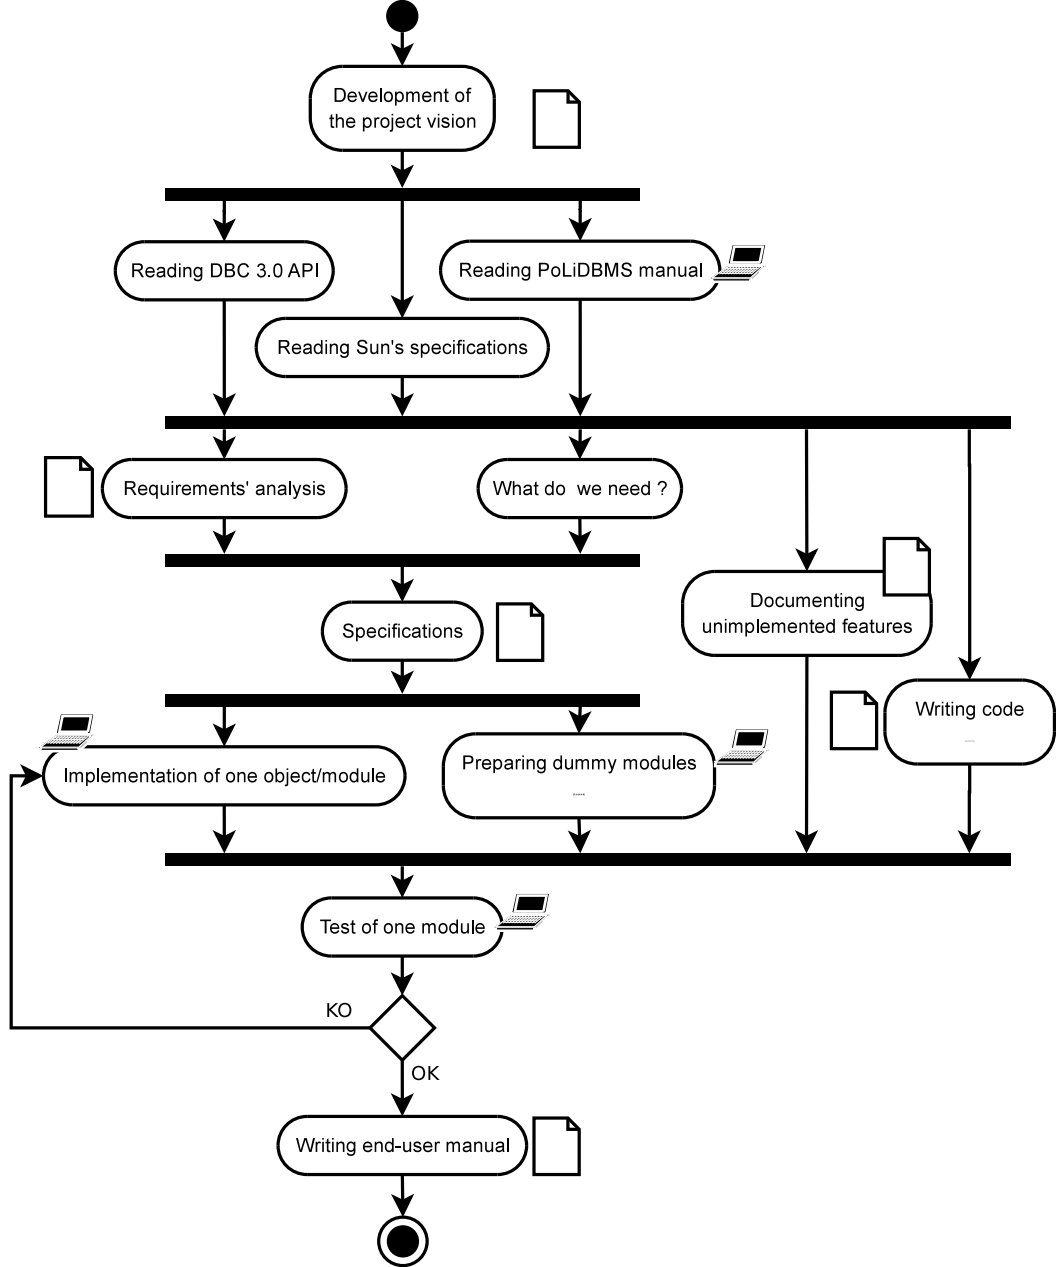 Development of
the project vision
Reading DBC 3.0 API
Reading PoLiDBMS manual
Reading Sun's specifications
Requirements' analysis
What do we need ?
Documenting
unimplemented features
Specifications
Writing code
Implementation of one object/module
Preparing dummy modules
Test of one module
KO
OK
Writing end-user manual